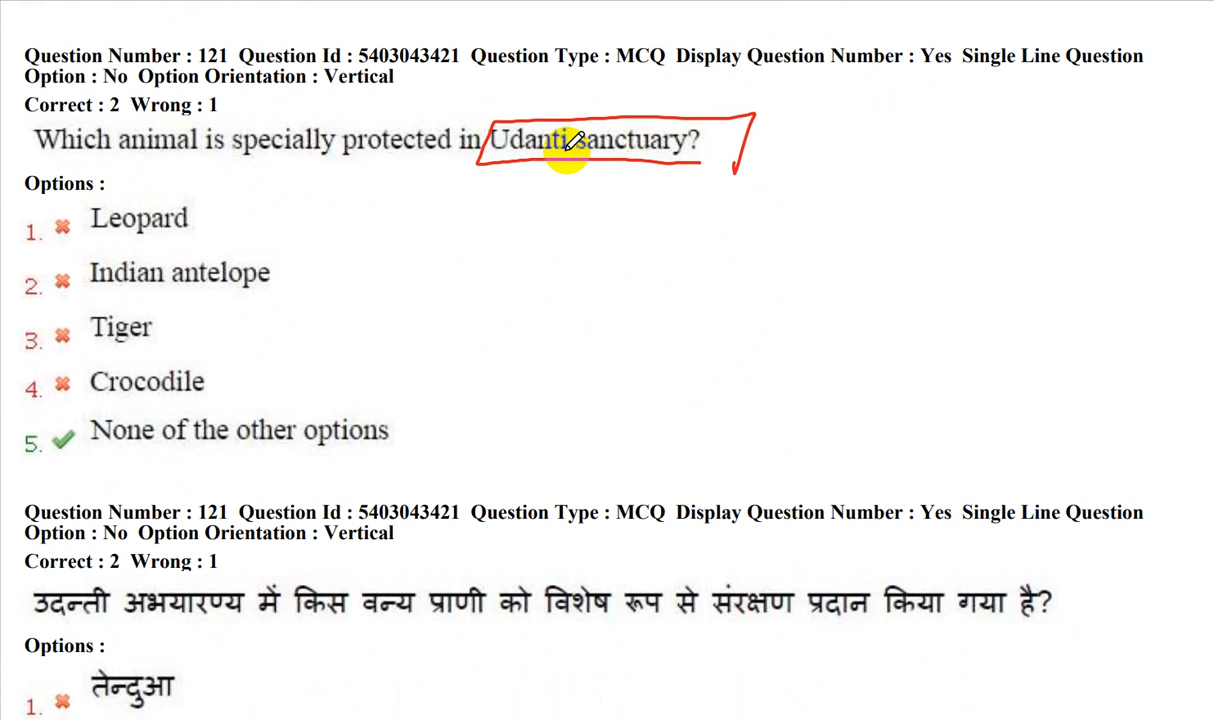 Question Number : 121 Question Id : 5403043421 Question Type : MCQ Display Question Number : Yes Single Line Question
Option : No Option Orientation : Vertical
Correct : 2 Wrong : 1
Which animal is specially protected in Udanti sanctuary?
Options :
1. Leopard
2. Indian antelope
3. Tiger
4. Crocodile
5. None of the other options
Question Number : 121 Question Id : 5403043421 Question Type : MCQ Display Question Number : Yes Single Line Question
Option : No Option Orientation : Vertical
Correct : 2 Wrong : 1
उदन्ती अभयारण्य में किस वन्य प्राणी को विशेष रूप से संरक्षण प्रदान किया गया है?
Options :
1. तेन्दुआ